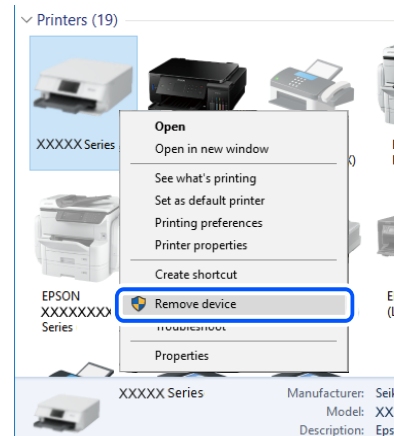 Printers (19)
XXXXX Series
Open
Open in new window
See what's printing
Set as default printer
Printing preferences
Printer properties
Create shortcut
Remove device
Troubleshoot
Properties
EPSON
XXXXXXXX
Series
XXXXX Series
Manufacturer:
Model:
Description: